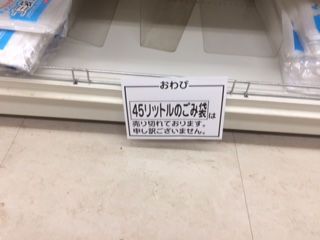 おわび
45リットルのごみ袋は
売り切れております。
申し訳ございません。